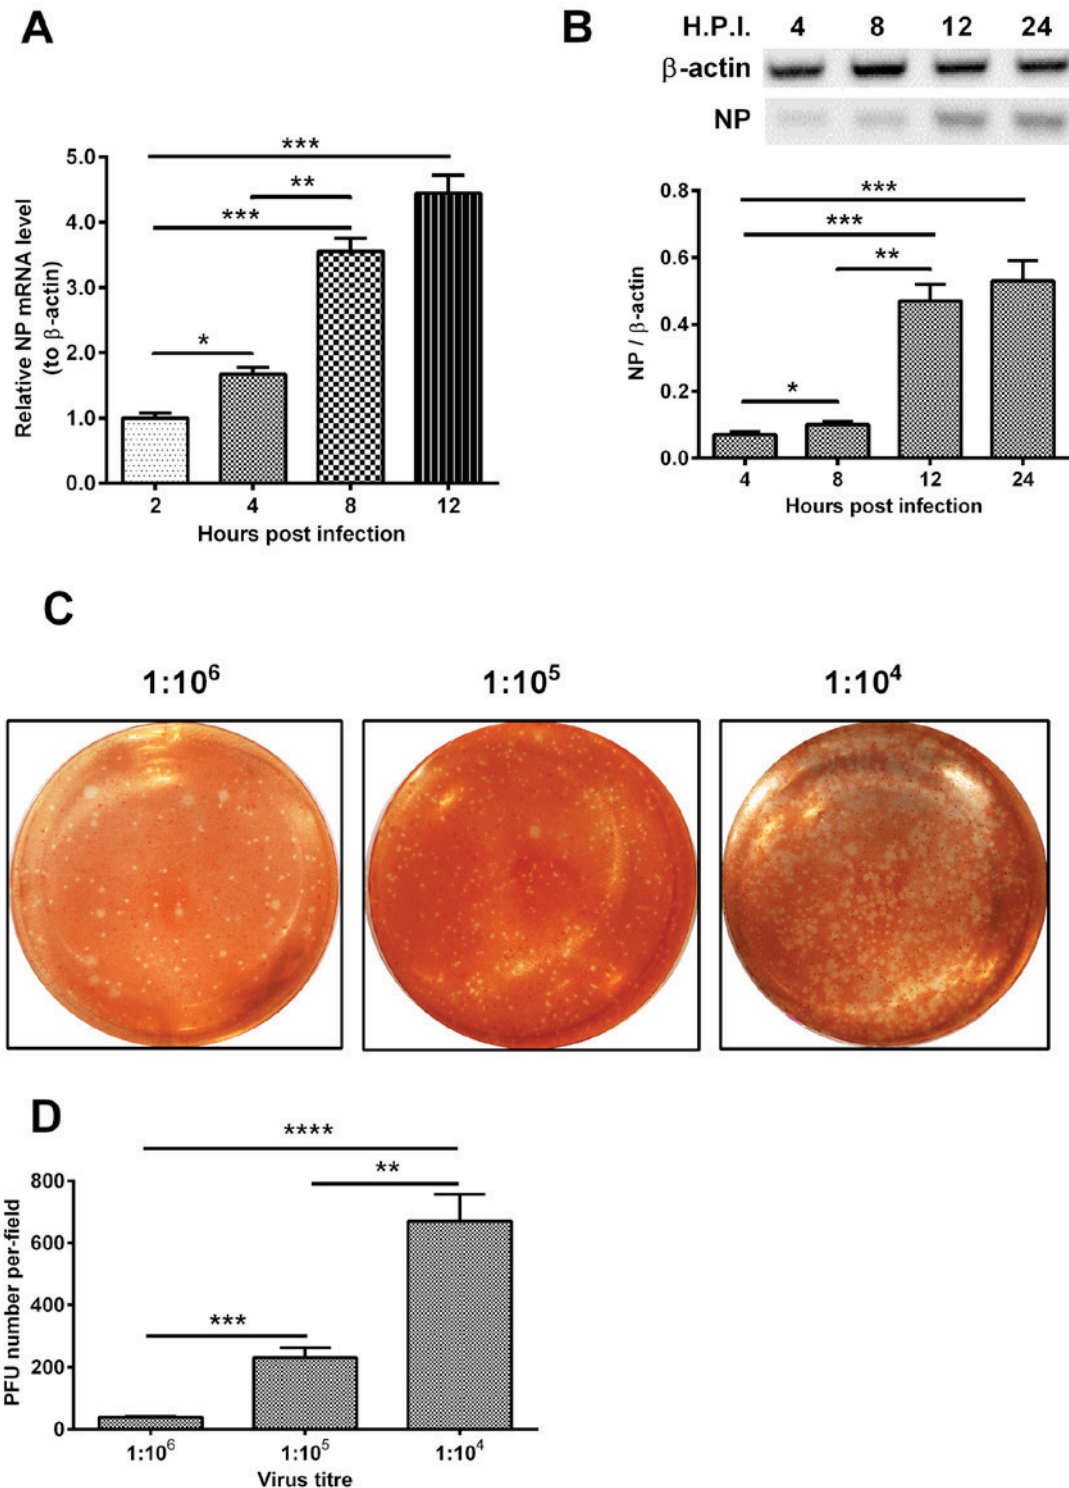 A
Relative NP mRNA level
(to β-actin)
5.0
4.0
3.0
2.0
1.0
0.0
***
**
***
*
2 4 8 12
Hours post infection
B
H.P.I. 4 8 12 24
β-actin
NP
NP / β-actin
0.8
0.6
0.4
0.2
0.0
***
***
**
*
4 8 12 24
Hours post infection
C
1:10⁶ 1:10⁵ 1:10⁴
D
PFU number per-field
800
600
400
200
0
****
**
***
1:10⁶ 1:10⁵ 1:10⁴
Virus titre